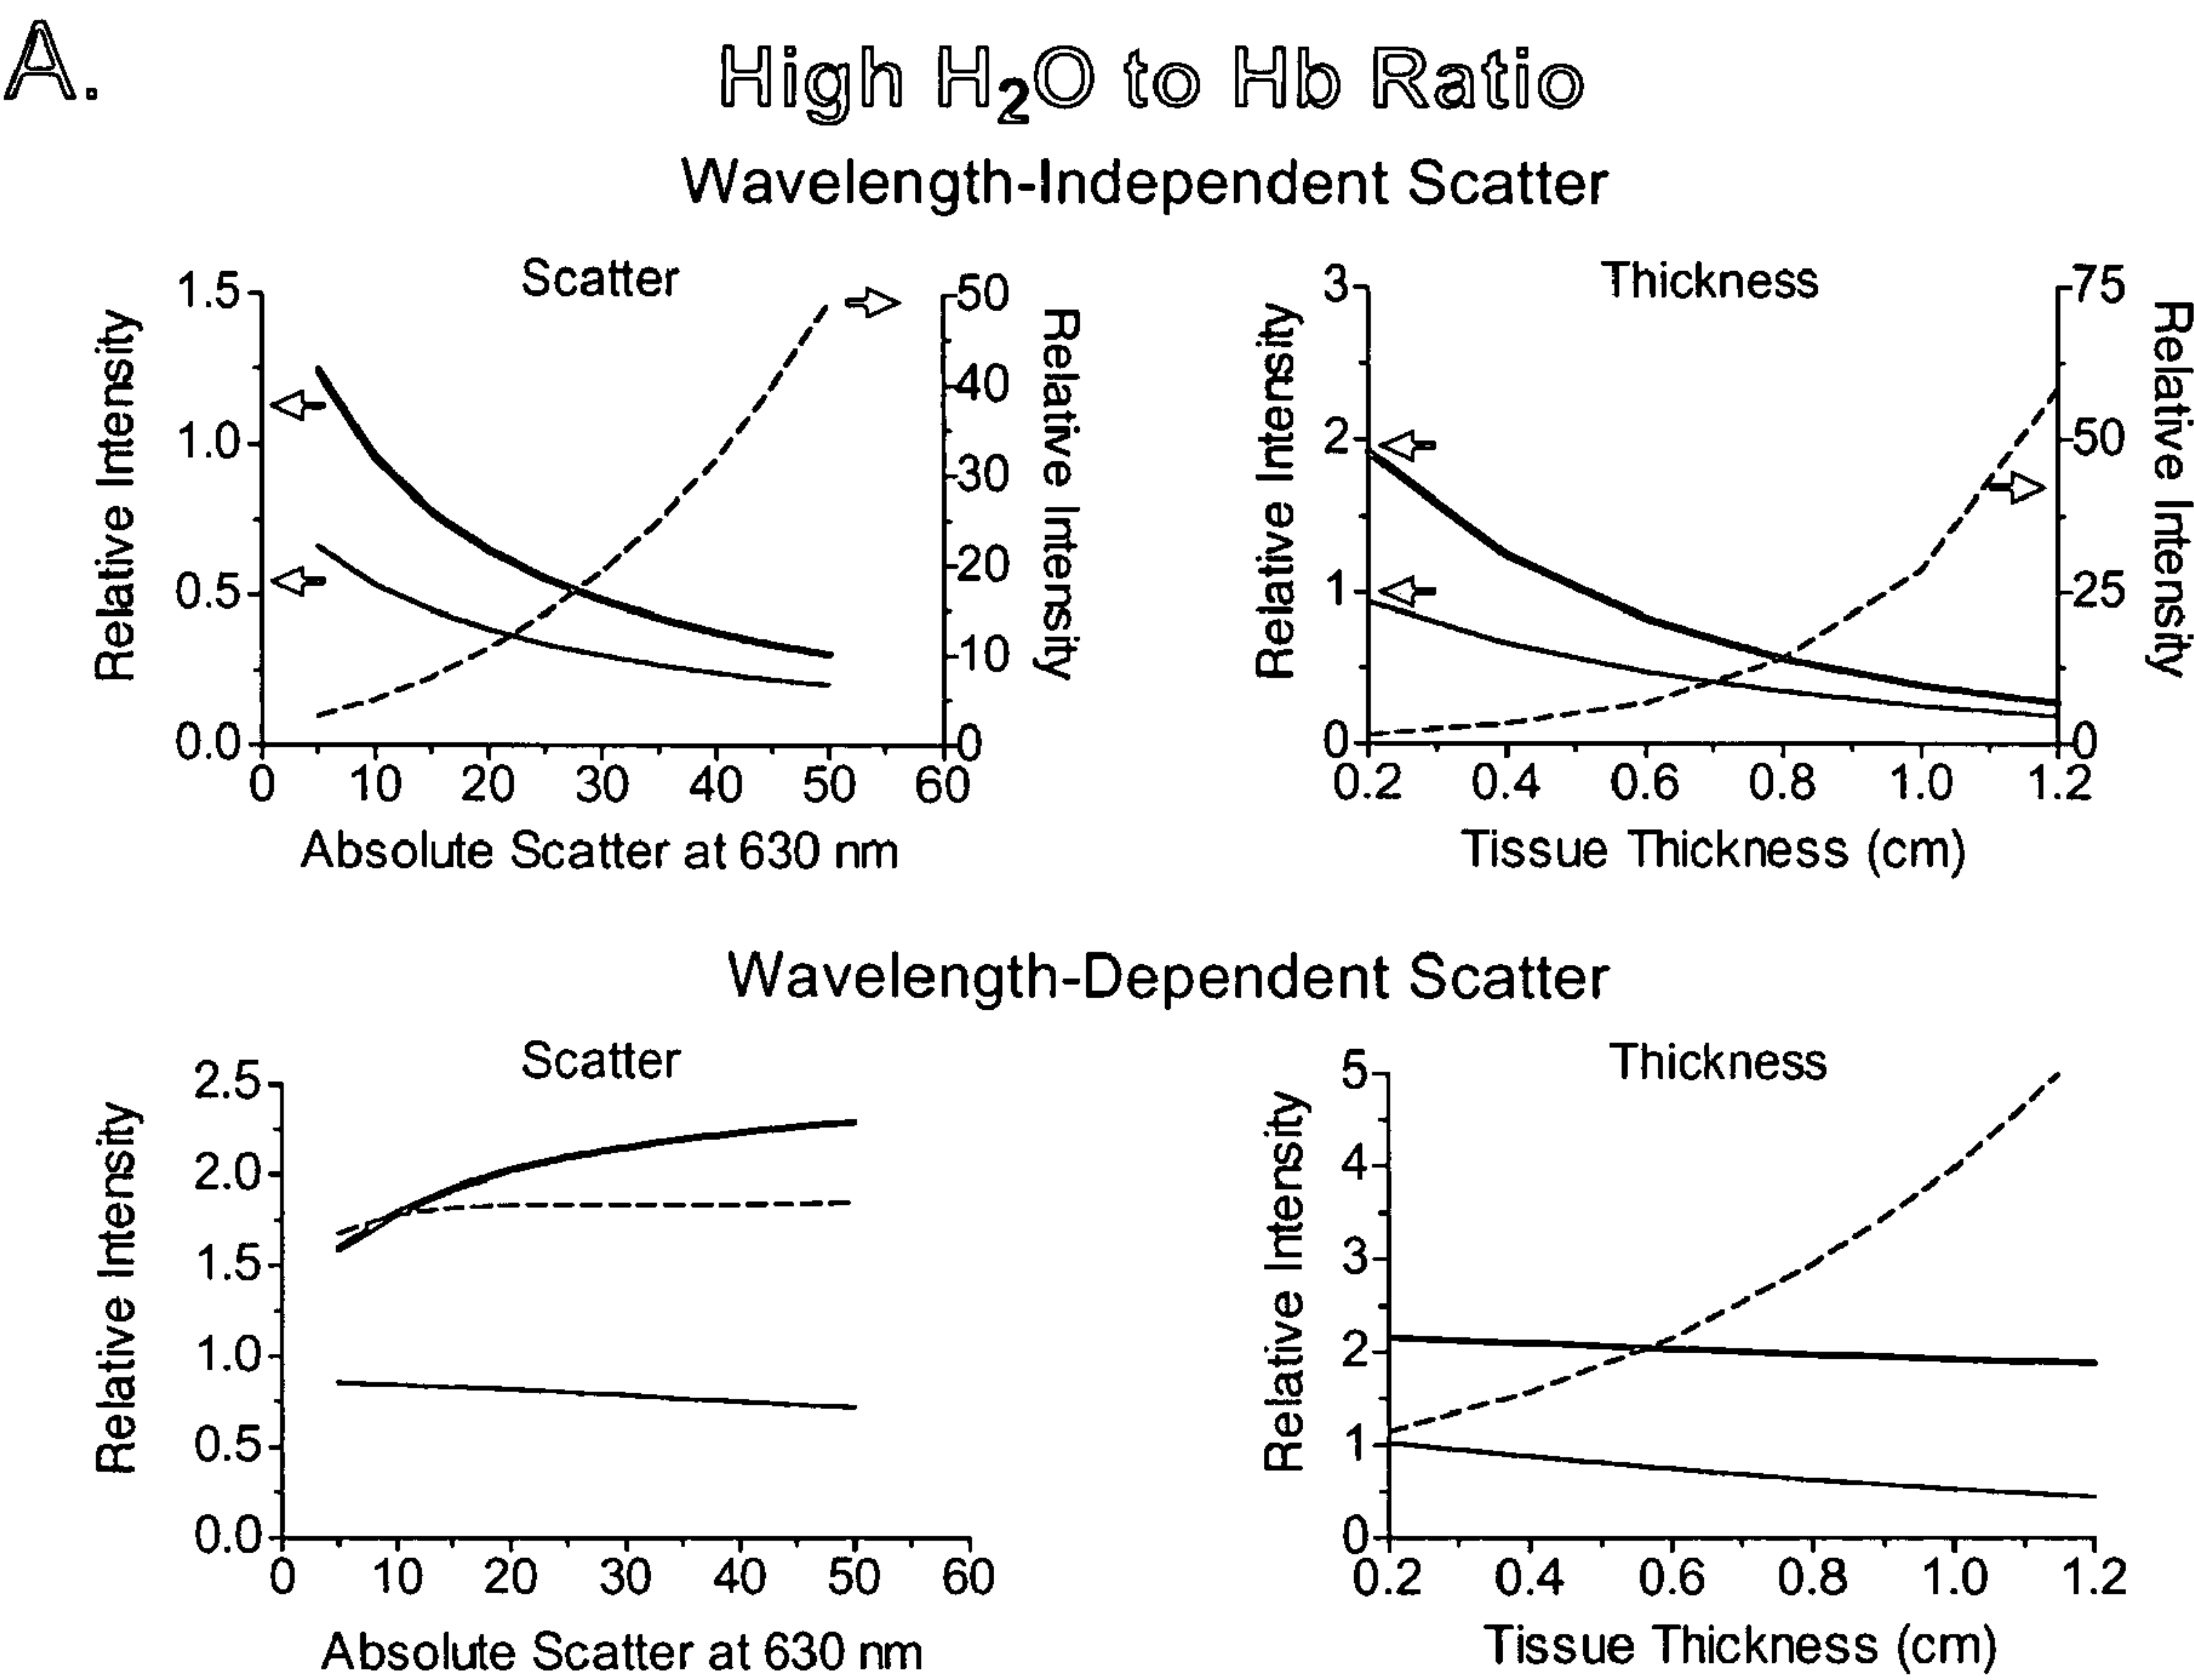 A.
High H₂O to Hb Ratio
Wavelength-Independent Scatter
Scatter
Relative Intensity
1.5
1.0
0.5
0.0
50
40
30
20
10
0
Relative Intensity
0 10 20 30 40 50 60
Absolute Scatter at 630 nm
Thickness
Relative Intensity
3
2
1
0
75
50
25
0
Relative Intensity
0.2 0.4 0.6 0.8 1.0 1.2
Tissue Thickness (cm)
Wavelength-Dependent Scatter
Scatter
Relative Intensity
2.5
2.0
1.5
1.0
0.5
0.0
0 10 20 30 40 50 60
Absolute Scatter at 630 nm
Thickness
Relative Intensity
5
4
3
2
1
0
0.2 0.4 0.6 0.8 1.0 1.2
Tissue Thickness (cm)